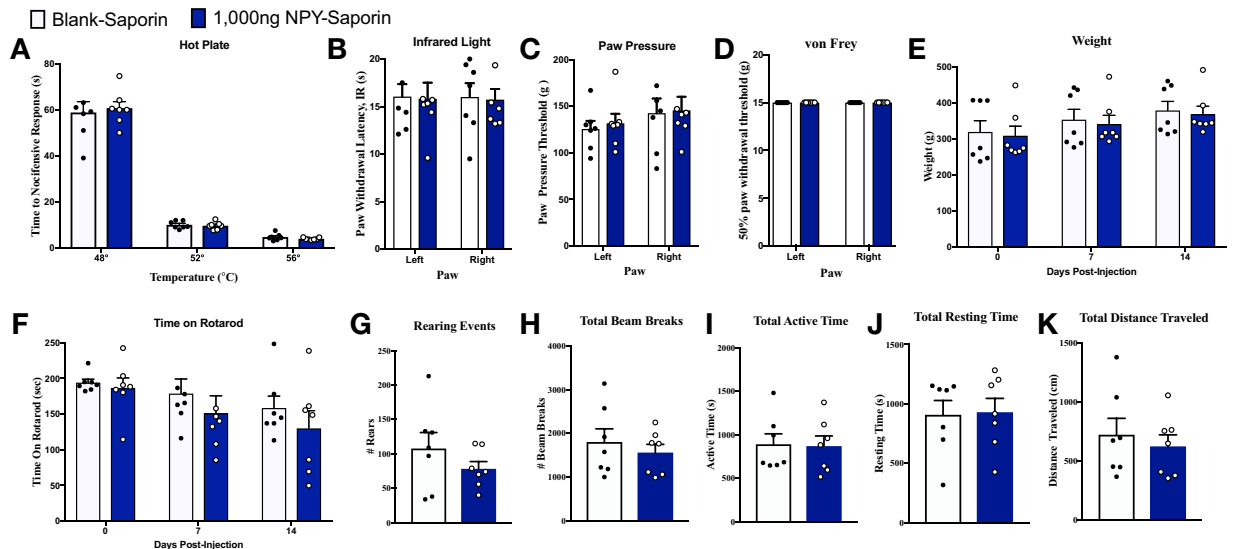 Blank-Saporin 1,000ng NPY-Saporin
A
Hot Plate
Time to Nocifensive Response (s)
80
60
40
20
0
48° 52° 56°
Temperature (°C)
B
Infrared Light
Paw Withdrawal Latency, IR (s)
20
15
10
5
0
Left Right
Paw
C
Paw Pressure
Paw Pressure Threshold (g )
200
150
100
50
0
Left Right
Paw
D
von Frey
50% paw withdrawal threshold (g)
20
15
10
5
0
Left Right
Paw
E
Weight
Weight (g)
500
400
300
200
100
0
0 7 14
Days Post-Injection
F
Time on Rotarod
Time On Rotarod (sec)
250
200
150
100
50
0
0 7 14
Days Post-Injection
G
Rearing Events
# Rears
250
200
150
100
50
0
H
Total Beam Breaks
# Beam Breaks
4000
3000
2000
1000
0
I
Total Active Time
Active Time (s)
2000
1500
1000
500
0
J
Total Resting Time
Resting Time (s)
1500
1000
500
0
K
Total Distance Traveled
Distance Traveled (cm)
1500
1000
500
0